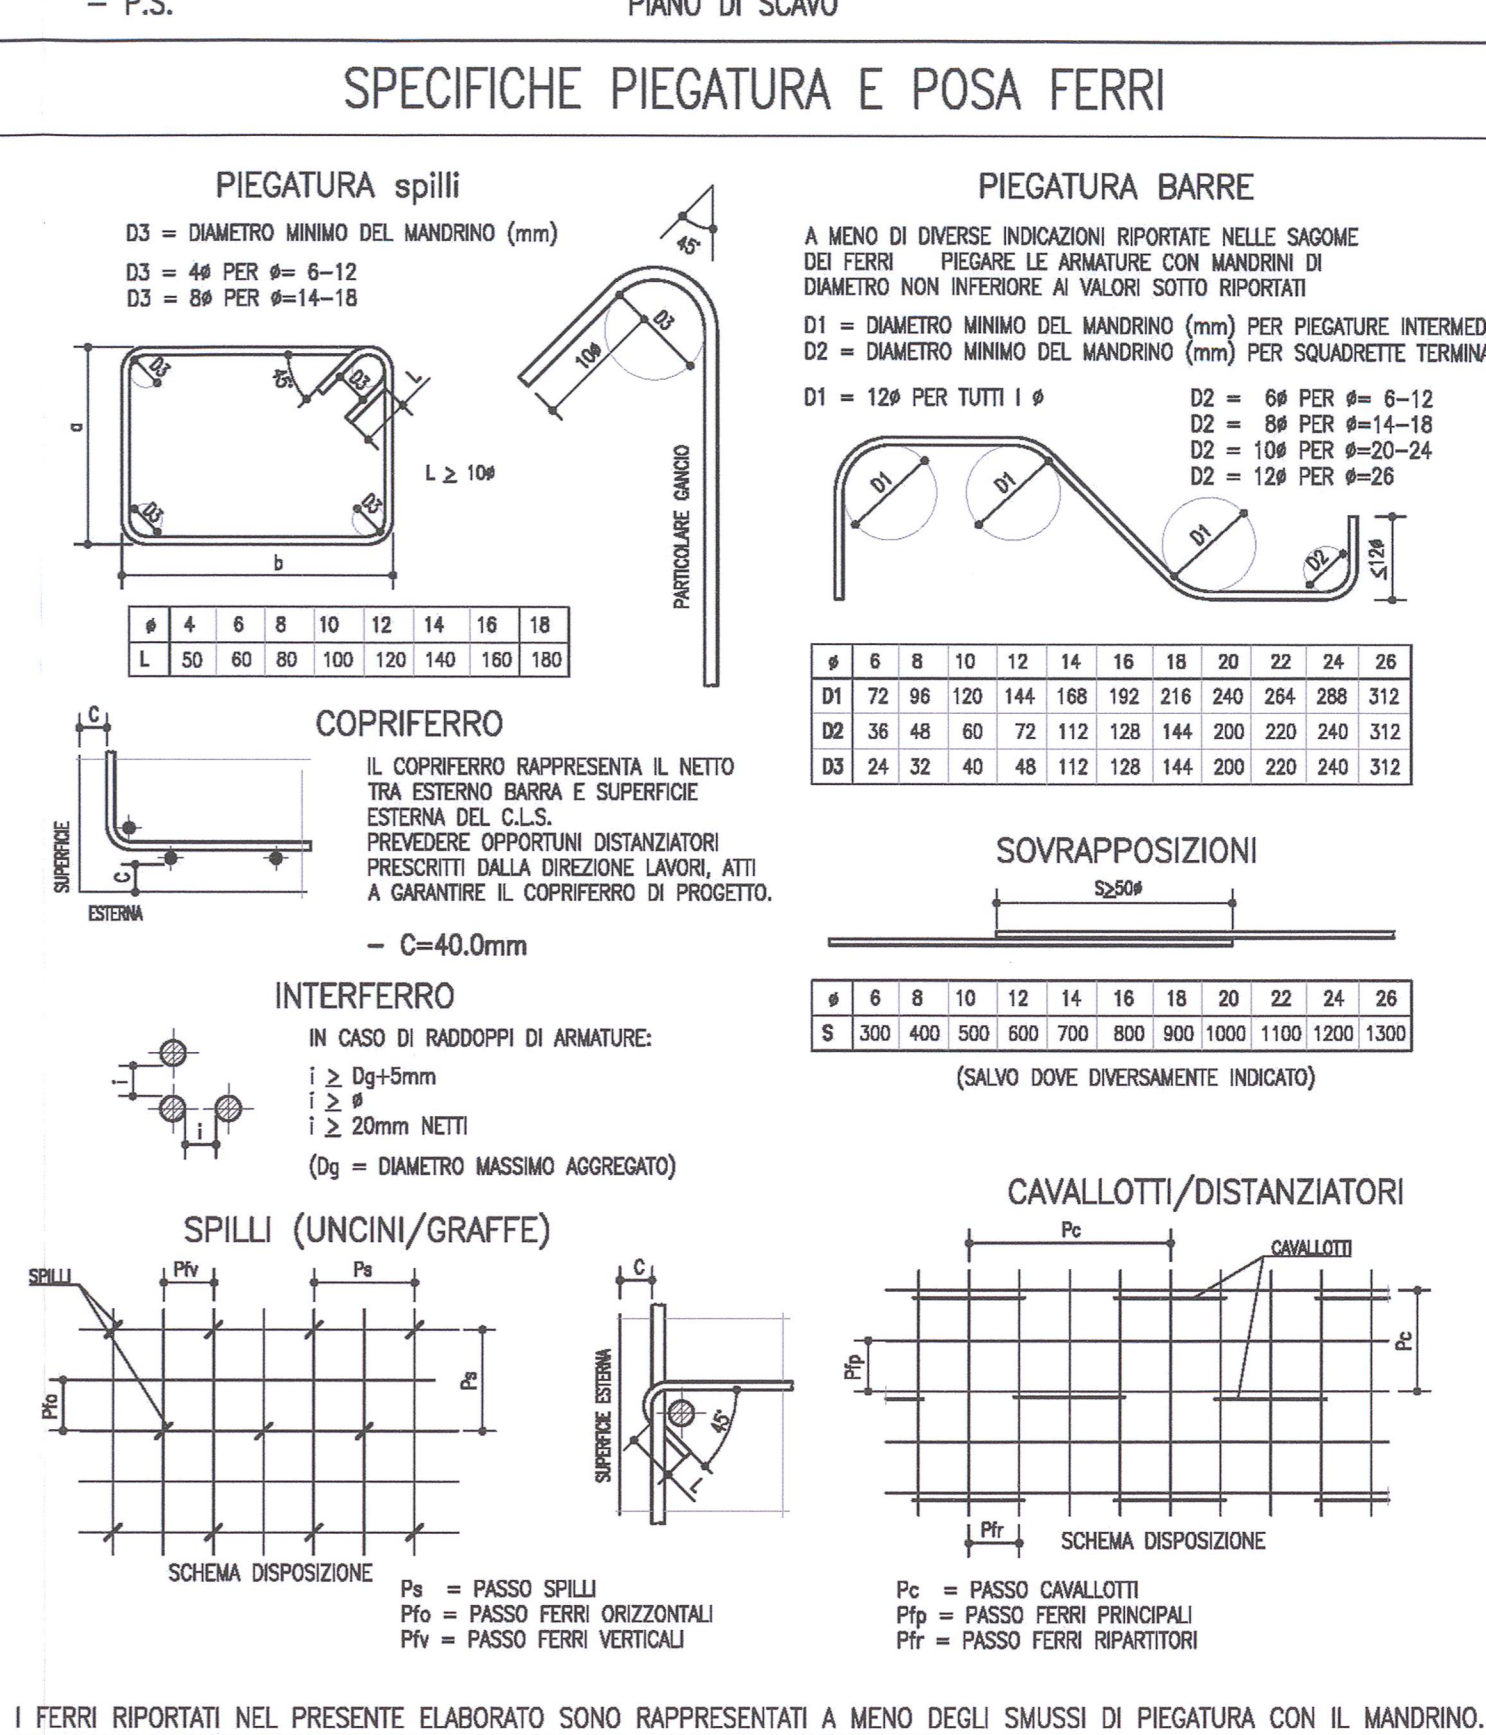 – P.S.
PIANO DI SCAVO
SPECIFICHE PIEGATURA E POSA FERRI
PIEGATURA spilli
D3 = DIAMETRO MINIMO DEL MANDRINO (mm)
D3 = 4ø PER ø= 6-12
D3 = 8ø PER ø=14-18
45°
D3
10ø
PARTICOLARE GANCIO
D3
45°
D3
L
a
L ≥ 10ø
D3
D3
b
ø 4 6 8 10 12 14 16 18
L 50 60 80 100 120 140 160 180
PIEGATURA BARRE
A MENO DI DIVERSE INDICAZIONI RIPORTATE NELLE SAGOME
DEI FERRI PIEGARE LE ARMATURE CON MANDRINI DI
DIAMETRO NON INFERIORE AI VALORI SOTTO RIPORTATI
D1 = DIAMETRO MINIMO DEL MANDRINO (mm) PER PIEGATURE INTERMED
D2 = DIAMETRO MINIMO DEL MANDRINO (mm) PER SQUADRETTE TERMINA
D1 = 12ø PER TUTTI I ø
D2 = 6ø PER ø= 6-12
D2 = 8ø PER ø=14-18
D2 = 10ø PER ø=20-24
D2 = 12ø PER ø=26
D1
D1
D1
D2
≤12ø
ø 6 8 10 12 14 16 18 20 22 24 26
D1 72 96 120 144 168 192 216 240 264 288 312
D2 36 48 60 72 112 128 144 200 220 240 312
D3 24 32 40 48 112 128 144 200 220 240 312
COPRIFERRO
C
SUPERFICIE
C
ESTERNA
IL COPRIFERRO RAPPRESENTA IL NETTO
TRA ESTERNO BARRA E SUPERFICIE
ESTERNA DEL C.L.S.
PREVEDERE OPPORTUNI DISTANZIATORI
PRESCRITTI DALLA DIREZIONE LAVORI, ATTI
A GARANTIRE IL COPRIFERRO DI PROGETTO.
– C=40.0mm
SOVRAPPOSIZIONI
S≥50ø
ø 6 8 10 12 14 16 18 20 22 24 26
S 300 400 500 600 700 800 900 1000 1100 1200 1300
(SALVO DOVE DIVERSAMENTE INDICATO)
INTERFERRO
IN CASO DI RADDOPPI DI ARMATURE:
i ≥ Dg+5mm
i ≥ ø
i ≥ 20mm NETTI
(Dg = DIAMETRO MASSIMO AGGREGATO)
i
i
SPILLI (UNCINI/GRAFFE)
SPILLI
Pfv
Ps
Pfo
Ps
SCHEMA DISPOSIZIONE
C
SUPERFICIE ESTERNA
45°
L
Ps = PASSO SPILLI
Pfo = PASSO FERRI ORIZZONTALI
Pfv = PASSO FERRI VERTICALI
CAVALLOTTI/DISTANZIATORI
Pc
CAVALLOTTI
Pfp
Pc
Pfr
SCHEMA DISPOSIZIONE
Pc = PASSO CAVALLOTTI
Pfp = PASSO FERRI PRINCIPALI
Pfr = PASSO FERRI RIPARTITORI
I FERRI RIPORTATI NEL PRESENTE ELABORATO SONO RAPPRESENTATI A MENO DEGLI SMUSSI DI PIEGATURA CON IL MANDRINO.